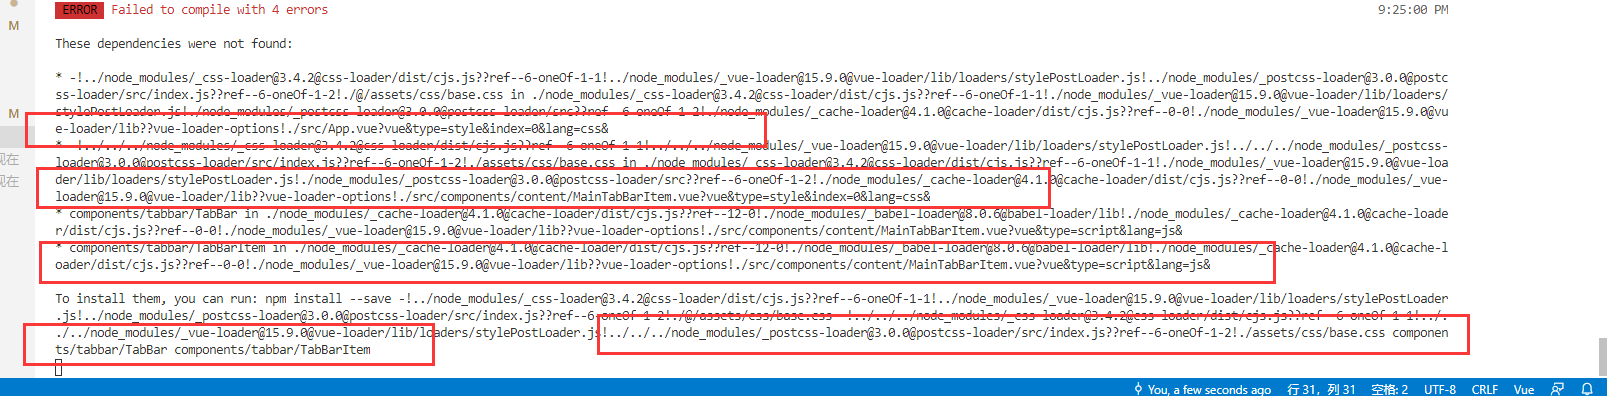 ERROR Failed to compile with 4 errors 9:25:00 PM
M
These dependencies were not found:
* -!../node_modules/_css-loader@3.4.2@css-loader/dist/cjs.js??ref--6-oneOf-1-1!../node_modules/_vue-loader@15.9.0@vue-loader/lib/loaders/stylePostLoader.js!../node_modules/_postcss-loader@3.0.0@postc
ss-loader/src/index.js??ref--6-oneOf-1-2!./@/assets/css/base.css in ./node_modules/_css-loader@3.4.2@css-loader/dist/cjs.js??ref--6-oneOf-1-1!./node_modules/_vue-loader@15.9.0@vue-loader/lib/loaders/
M
stylePostLoader.js!./node_modules/_postcss-loader@3.0.0@postcss-loader/src??ref--6-oneOf-1-2!./node_modules/_cache-loader@4.1.0@cache-loader/dist/cjs.js??ref--0-0!./node_modules/_vue-loader@15.9.0@vu
e-loader/lib??vue-loader-options!./src/App.vue?vue&type=style&index=0&lang=css&
* -!../../../node_modules/_css-loader@3.4.2@css-loader/dist/cjs.js??ref--6-oneOf-1-1!../../../node_modules/_vue-loader@15.9.0@vue-loader/lib/loaders/stylePostLoader.js!../../../node_modules/_postcss-
现在
loader@3.0.0@postcss-loader/src/index.js??ref--6-oneOf-1-2!./assets/css/base.css in ./node_modules/_css-loader@3.4.2@css-loader/dist/cjs.js??ref--6-oneOf-1-1!./node_modules/_vue-loader@15.9.0@vue-loa
现在
der/lib/loaders/stylePostLoader.js!./node_modules/_postcss-loader@3.0.0@postcss-loader/src??ref--6-oneOf-1-2!./node_modules/_cache-loader@4.1.0@cache-loader/dist/cjs.js??ref--0-0!./node_modules/_vue-
loader@15.9.0@vue-loader/lib??vue-loader-options!./src/components/content/MainTabBarItem.vue?vue&type=style&index=0&lang=css&
* components/tabbar/TabBar in ./node_modules/_cache-loader@4.1.0@cache-loader/dist/cjs.js??ref--12-0!./node_modules/_babel-loader@8.0.6@babel-loader/lib!./node_modules/_cache-loader@4.1.0@cache-loade
r/dist/cjs.js??ref--0-0!./node_modules/_vue-loader@15.9.0@vue-loader/lib??vue-loader-options!./src/components/content/MainTabBarItem.vue?vue&type=script&lang=js&
* components/tabbar/TabBarItem in ./node_modules/_cache-loader@4.1.0@cache-loader/dist/cjs.js??ref--12-0!./node_modules/_babel-loader@8.0.6@babel-loader/lib!./node_modules/_cache-loader@4.1.0@cache-l
oader/dist/cjs.js??ref--0-0!./node_modules/_vue-loader@15.9.0@vue-loader/lib??vue-loader-options!./src/components/content/MainTabBarItem.vue?vue&type=script&lang=js&
To install them, you can run: npm install --save -!../node_modules/_css-loader@3.4.2@css-loader/dist/cjs.js??ref--6-oneOf-1-1!../node_modules/_vue-loader@15.9.0@vue-loader/lib/loaders/stylePostLoader
.js!../node_modules/_postcss-loader@3.0.0@postcss-loader/src/index.js??ref--6-oneOf-1-2!./@/assets/css/base.css -!../../../node_modules/_css-loader@3.4.2@css-loader/dist/cjs.js??ref--6-oneOf-1-1!../.
./../node_modules/_vue-loader@15.9.0@vue-loader/lib/loaders/stylePostLoader.js!../../../node_modules/_postcss-loader@3.0.0@postcss-loader/src/index.js??ref--6-oneOf-1-2!./assets/css/base.css componen
ts/tabbar/TabBar components/tabbar/TabBarItem
You, a few seconds ago 行 31，列 31 空格: 2 UTF-8 CRLF Vue